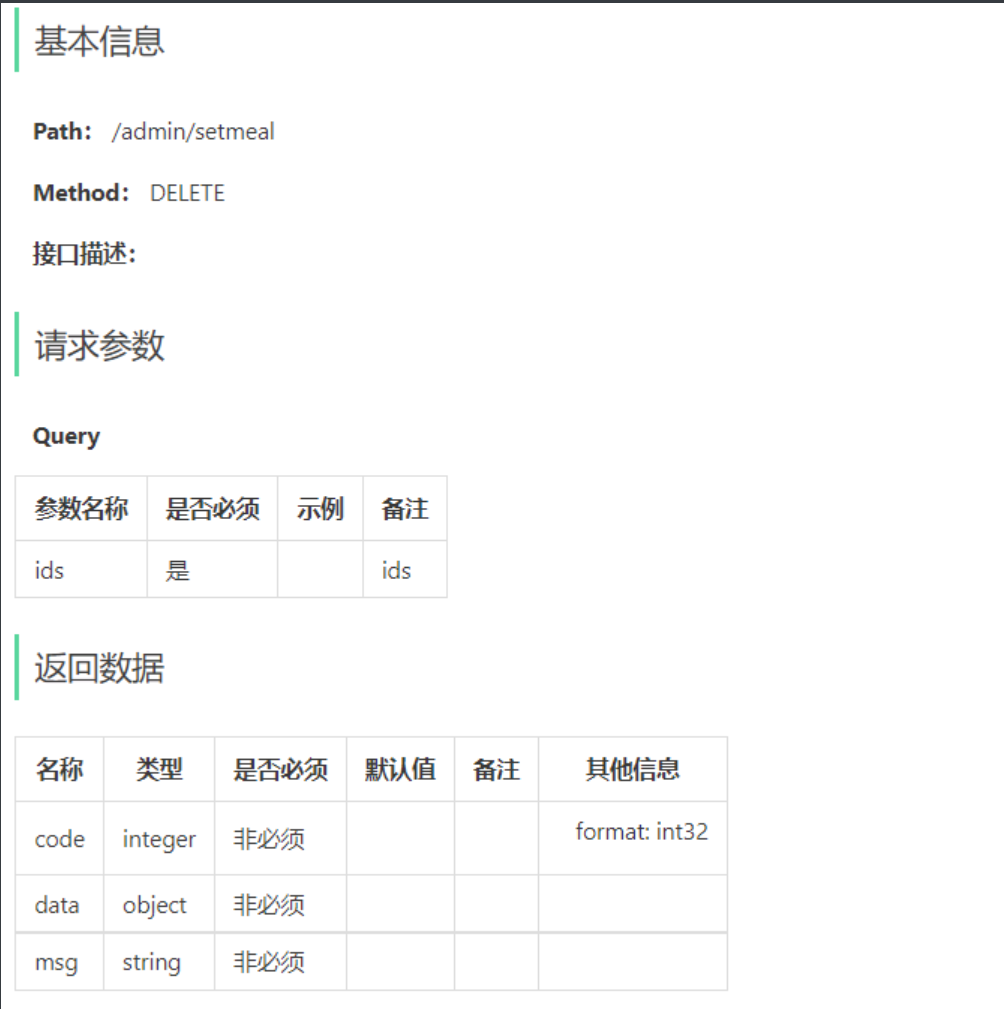 基本信息
Path： /admin/setmeal
Method： DELETE
接口描述：
请求参数
Query
参数名称 是否必须 示例 备注
ids 是 ids
返回数据
名称 类型 是否必须 默认值 备注 其他信息
code integer 非必须 format: int32
data object 非必须
msg string 非必须